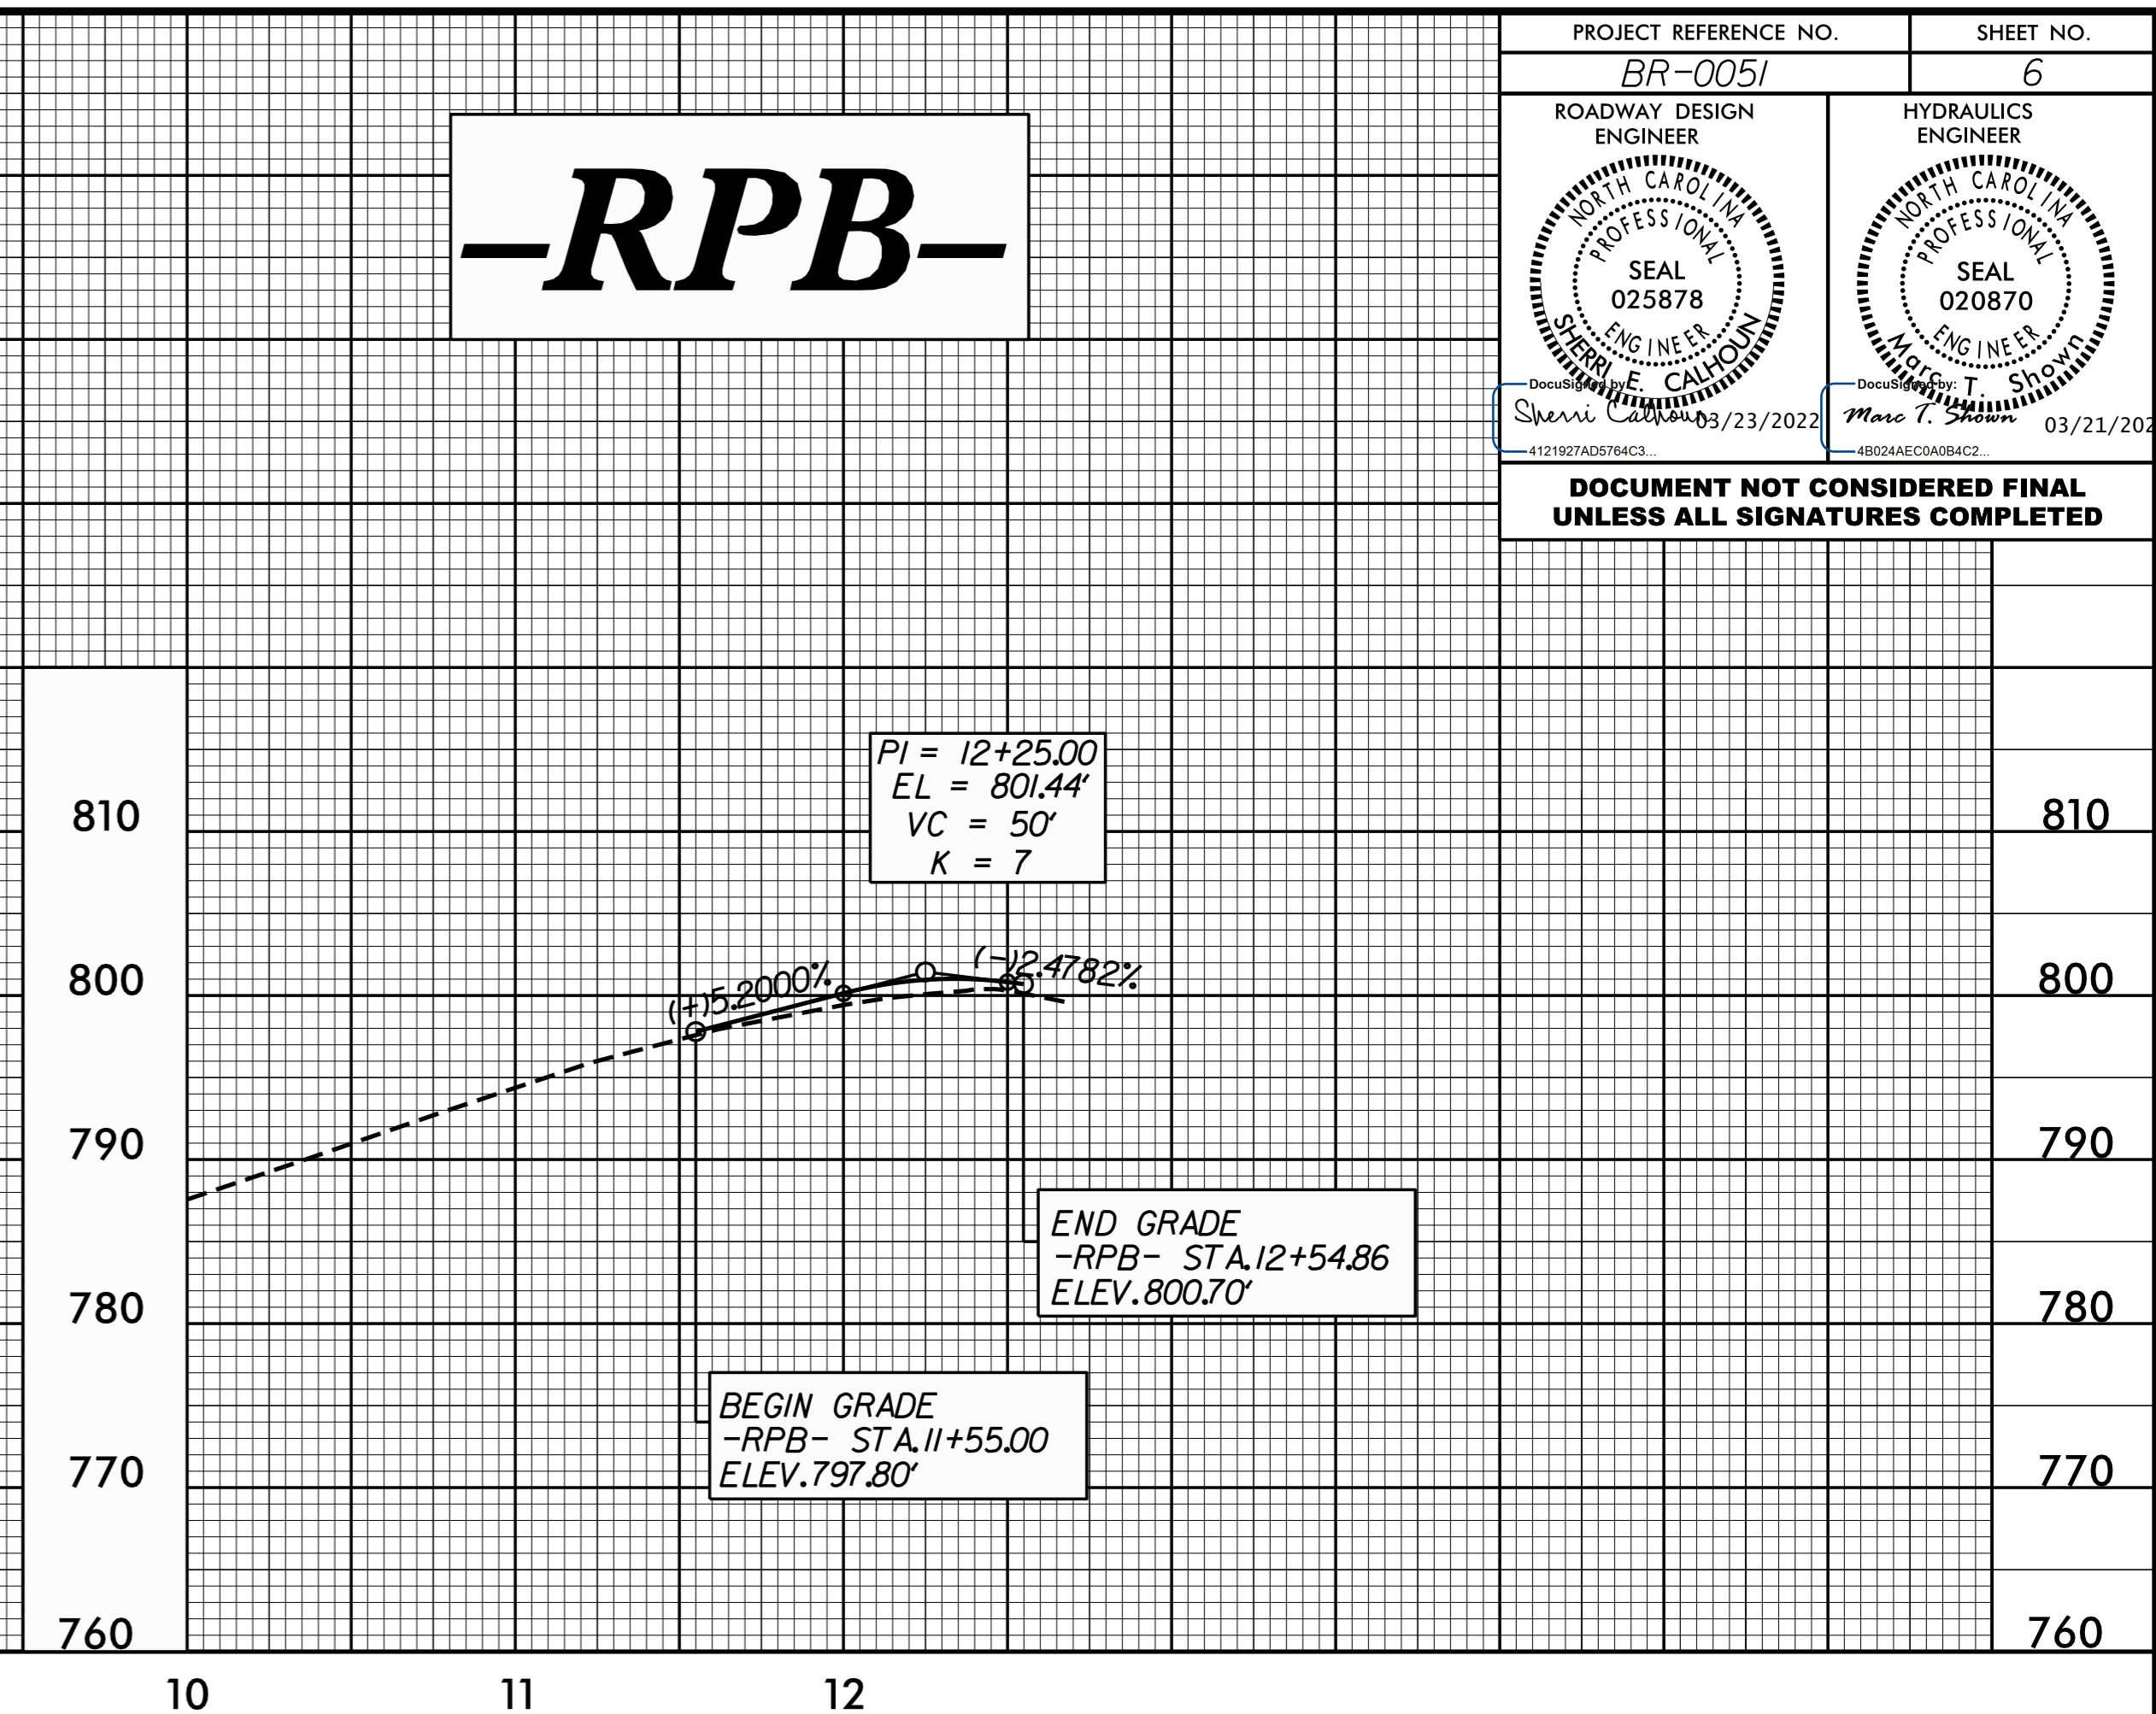 PROJECT REFERENCE NO.
SHEET NO.
BR-0051
6
ROADWAY DESIGN
ENGINEER
HYDRAULICS
ENGINEER
NORTH CAROLINA
PROFESSIONAL
SEAL
025878
ENGINEER
SHERRI E. CALHOUN
NORTH CAROLINA
PROFESSIONAL
SEAL
020870
ENGINEER
Marc T. Shown
DocuSigned by:
Sherri Calhoun
03/23/2022
4121927AD5764C3...
DocuSigned by:
Marc T. Shown
03/21/202
4B024AEC0A0B4C2...
DOCUMENT NOT CONSIDERED FINAL
UNLESS ALL SIGNATURES COMPLETED
-RPB-
PI = 12+25.00
EL = 801.44'
VC = 50'
K = 7
(+)5.2000%
(-)2.4782%
END GRADE
-RPB- STA.12+54.86
ELEV.800.70'
BEGIN GRADE
-RPB- STA.11+55.00
ELEV.797.80'
810
800
790
780
770
760
810
800
790
780
770
760
10
11
12